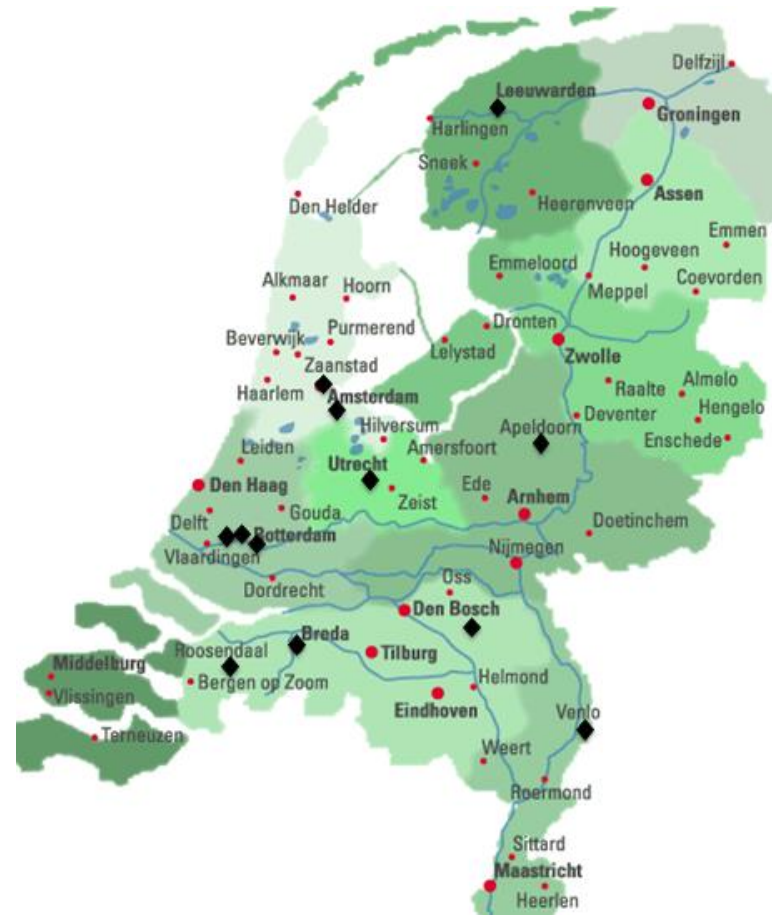 Delfzijl
Leeuwarden
Groningen
Harlingen
Sneek
Assen
Den Helder
Heerenveen
Emmen
Hoogeveen
Emmeloord
Meppel
Coevorden
Alkmaar
Hoorn
Purmerend
Dronten
Beverwijk
Lelystad
Zwolle
Zaanstad
Haarlem
Amsterdam
Raalte
Almelo
Deventer
Hengelo
Hilversum
Apeldoorn
Enschede
Leiden
Amersfoort
Utrecht
Den Haag
Zeist
Ede
Arnhem
Gouda
Delft
Rotterdam
Doetinchem
Vlaardingen
Nijmegen
Dordrecht
Oss
Den Bosch
Breda
Roosendaal
Tilburg
Middelburg
Bergen op Zoom
Helmond
Vlissingen
Eindhoven
Venlo
Terneuzen
Weert
Roermond
Sittard
Maastricht
Heerlen